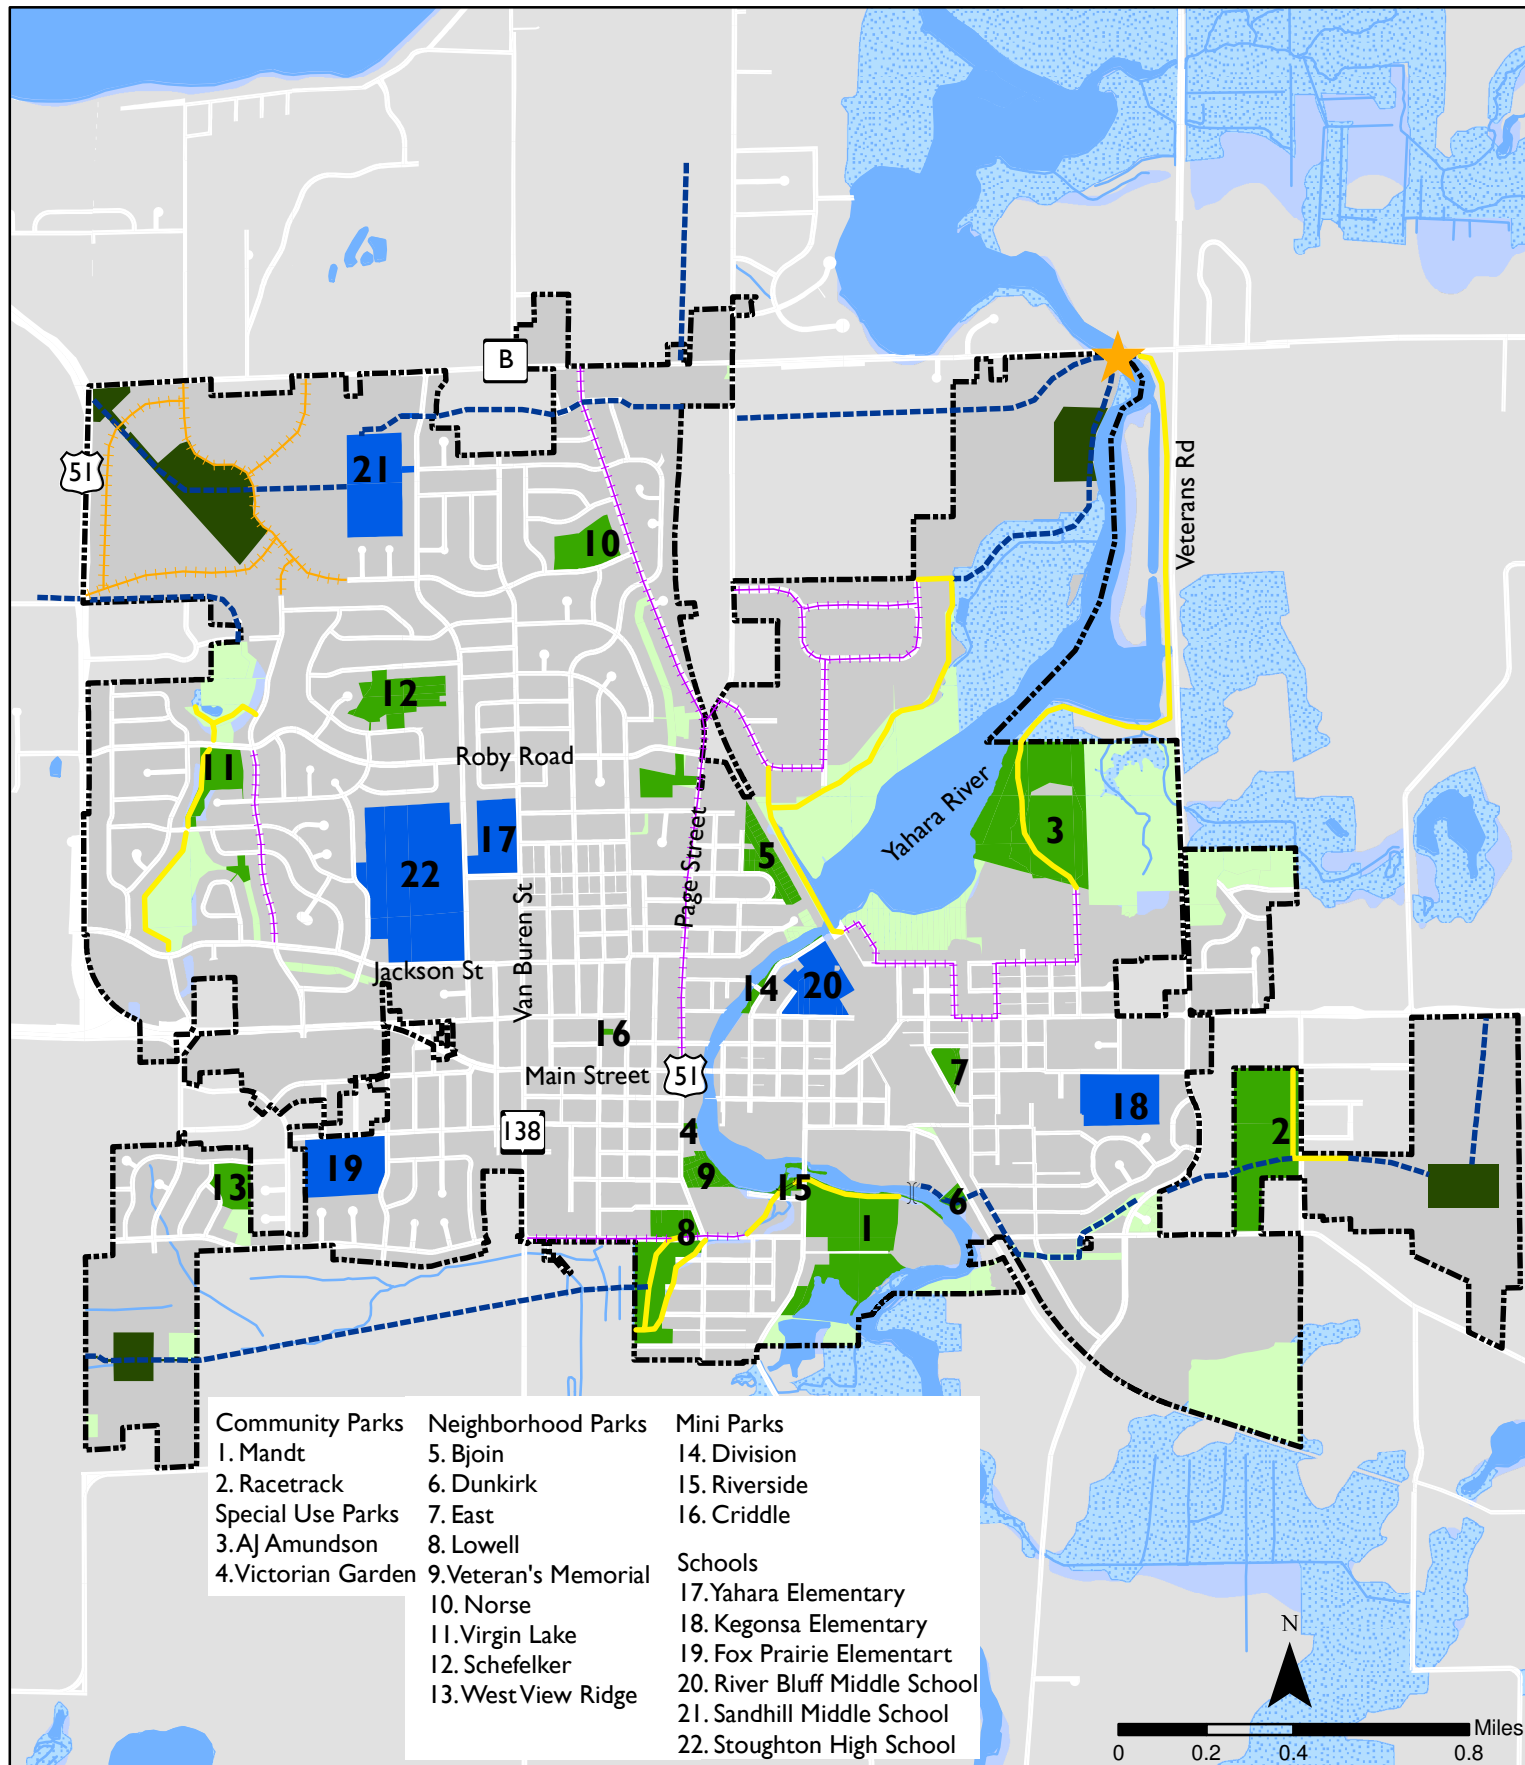 B
51
Veterans Rd
21
10
12
Roby Road
11
17
22
Page Street
5
Yahara River
3
Van Buren St
Jackson St
14
20
16
Main Street
51
7
18
138
4
2
19
13
9
15
6
8
1
Community Parks
1. Mandt
2. Racetrack
Special Use Parks
3. AJ Amundson
4. Victorian Garden
Neighborhood Parks
5. Bjoin
6. Dunkirk
7. East
8. Lowell
9. Veteran's Memorial
10. Norse
11. Virgin Lake
12. Schefelker
13. West View Ridge
Mini Parks
14. Division
15. Riverside
16. Criddle
Schools
17. Yahara Elementary
18. Kegonsa Elementary
19. Fox Prairie Elementart
20. River Bluff Middle School
21. Sandhill Middle School
22. Stoughton High School
N
Miles
0 0.2 0.4 0.8